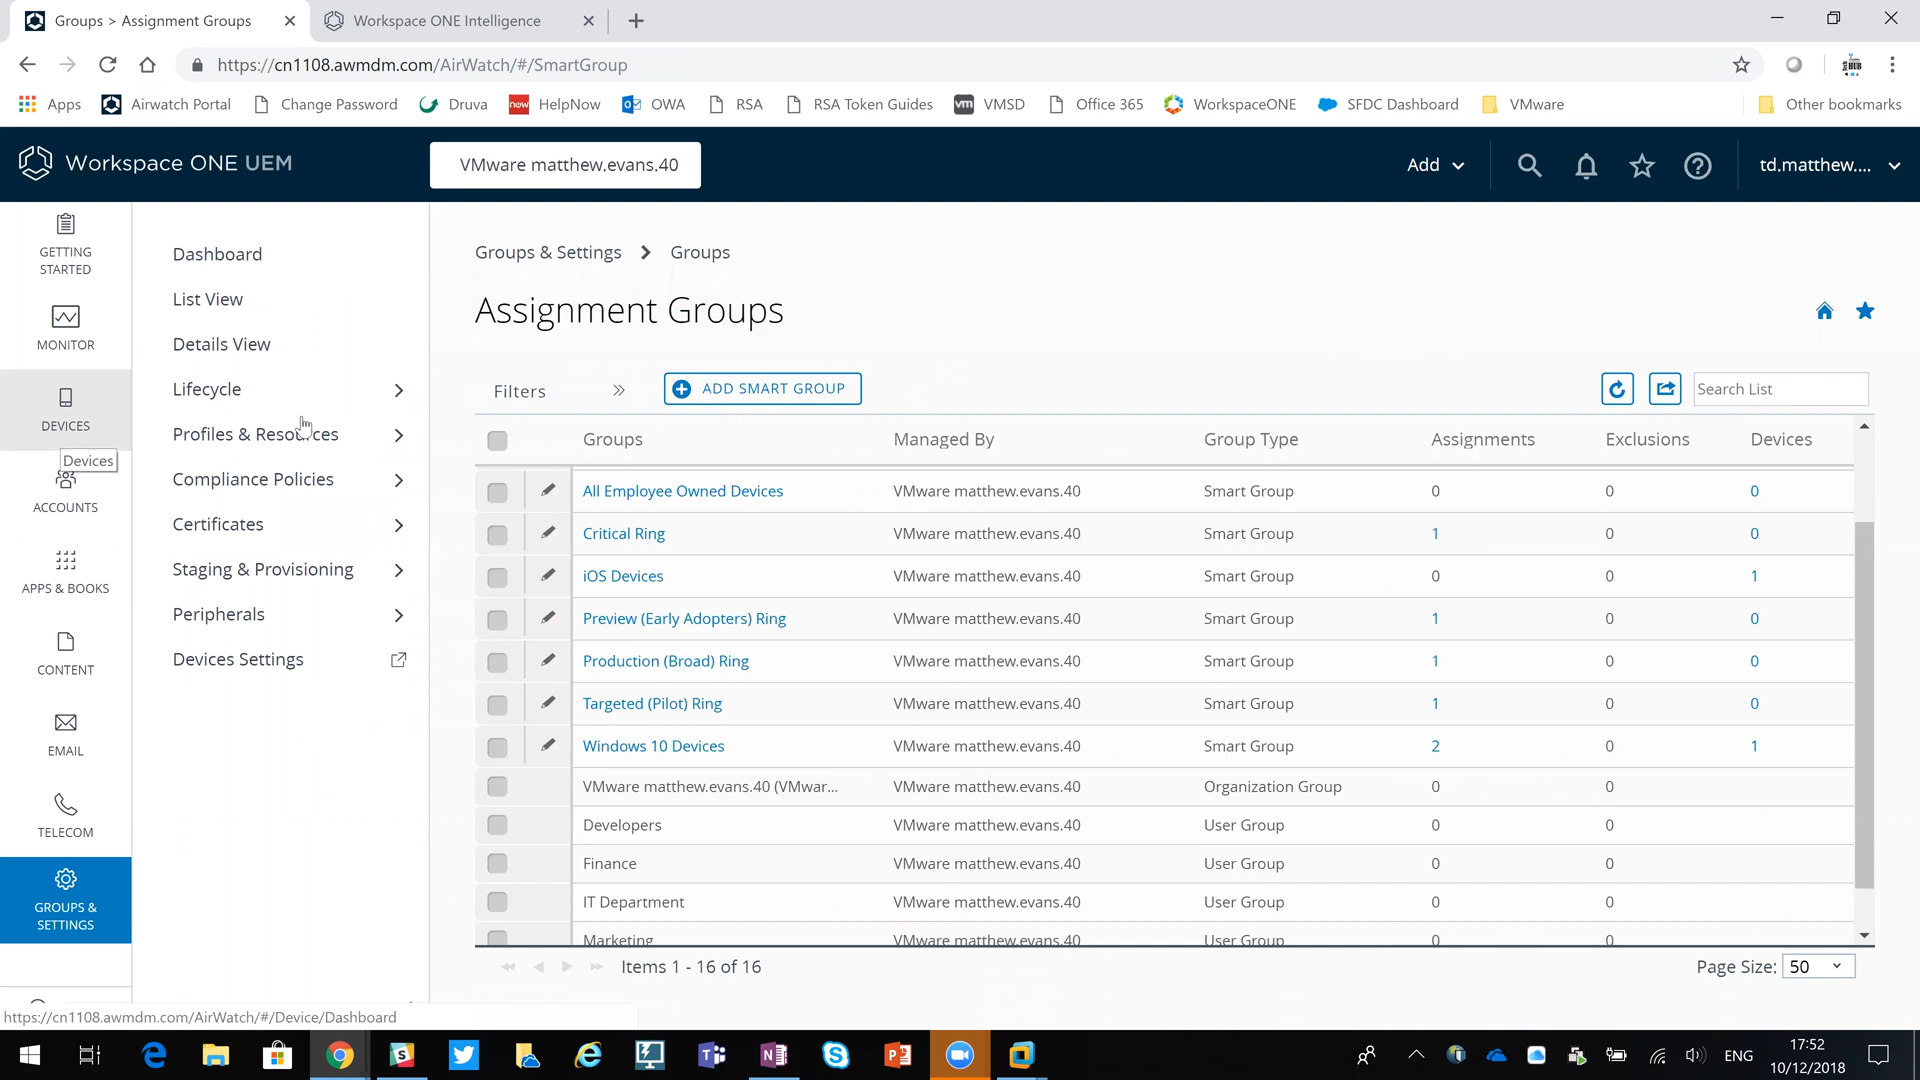 Groups > Assignment Groups
Workspace ONE Intelligence
https://cn1108.awmdm.com/AirWatch/#/SmartGroup
Apps
Airwatch Portal
Change Password
Druva
new
HelpNow
OWA
RSA
RSA Token Guides
vm
VMSD
Office 365
WorkspaceONE
SFDC Dashboard
VMware
Other bookmarks
Workspace ONE UEM
VMware matthew.evans.40
Add
td.matthew....
GETTING
STARTED
MONITOR
DEVICES
Devices
ACCOUNTS
APPS & BOOKS
CONTENT
EMAIL
TELECOM
GROUPS &
SETTINGS
Dashboard
List View
Details View
Lifecycle
Profiles & Resources
Compliance Policies
Certificates
Staging & Provisioning
Peripherals
Devices Settings
Groups & Settings > Groups
Assignment Groups
Filters
ADD SMART GROUP
Search List
Groups Managed By Group Type Assignments Exclusions Devices
All Employee Owned Devices VMware matthew.evans.40 Smart Group 0 0 0
Critical Ring VMware matthew.evans.40 Smart Group 1 0 0
iOS Devices VMware matthew.evans.40 Smart Group 0 0 1
Preview (Early Adopters) Ring VMware matthew.evans.40 Smart Group 1 0 0
Production (Broad) Ring VMware matthew.evans.40 Smart Group 1 0 0
Targeted (Pilot) Ring VMware matthew.evans.40 Smart Group 1 0 0
Windows 10 Devices VMware matthew.evans.40 Smart Group 2 0 1
VMware matthew.evans.40 (VMwar... VMware matthew.evans.40 Organization Group 0 0
Developers VMware matthew.evans.40 User Group 0 0
Finance VMware matthew.evans.40 User Group 0 0
IT Department VMware matthew.evans.40 User Group 0 0
Marketing VMware matthew.evans.40 User Group 0 0
Items 1 - 16 of 16
Page Size: 50
https://cn1108.awmdm.com/AirWatch/#/Device/Dashboard
ENG
17:52
10/12/2018